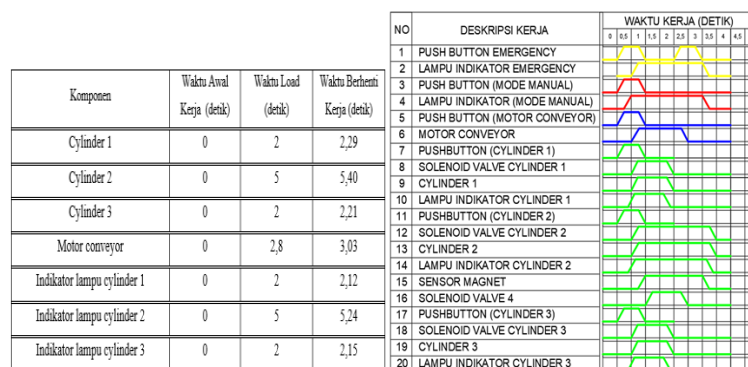 Komponen
Waktu Awal Kerja (detik)
Waktu Load (detik)
Waktu Berhenti Kerja (detik)
Cylinder 1 0 2 2,29
Cylinder 2 0 5 5,40
Cylinder 3 0 2 2,21
Motor conveyor 0 2,8 3,03
Indikator lampu cylinder 1 0 2 2,12
Indikator lampu cylinder 2 0 5 5,24
Indikator lampu cylinder 3 0 2 2,15
NO DESKRIPSI KERJA WAKTU KERJA (DETIK)
0 0,5 1 1,5 2 2,5 3 3,5 4 4,5
1 PUSH BUTTON EMERGENCY
2 LAMPU INDIKATOR EMERGENCY
3 PUSH BUTTON (MODE MANUAL)
4 LAMPU INDIKATOR (MODE MANUAL)
5 PUSH BUTTON (MOTOR CONVEYOR)
6 MOTOR CONVEYOR
7 PUSHBUTTON (CYLINDER 1)
8 SOLENOID VALVE CYLINDER 1
9 CYLINDER 1
10 LAMPU INDIKATOR CYLINDER 1
11 PUSHBUTTON (CYLINDER 2)
12 SOLENOID VALVE CYLINDER 2
13 CYLINDER 2
14 LAMPU INDIKATOR CYLINDER 2
15 SENSOR MAGNET
16 SOLENOID VALVE 4
17 PUSHBUTTON (CYLINDER 3)
18 SOLENOID VALVE CYLINDER 3
19 CYLINDER 3
20 LAMPU INDIKATOR CYLINDER 3